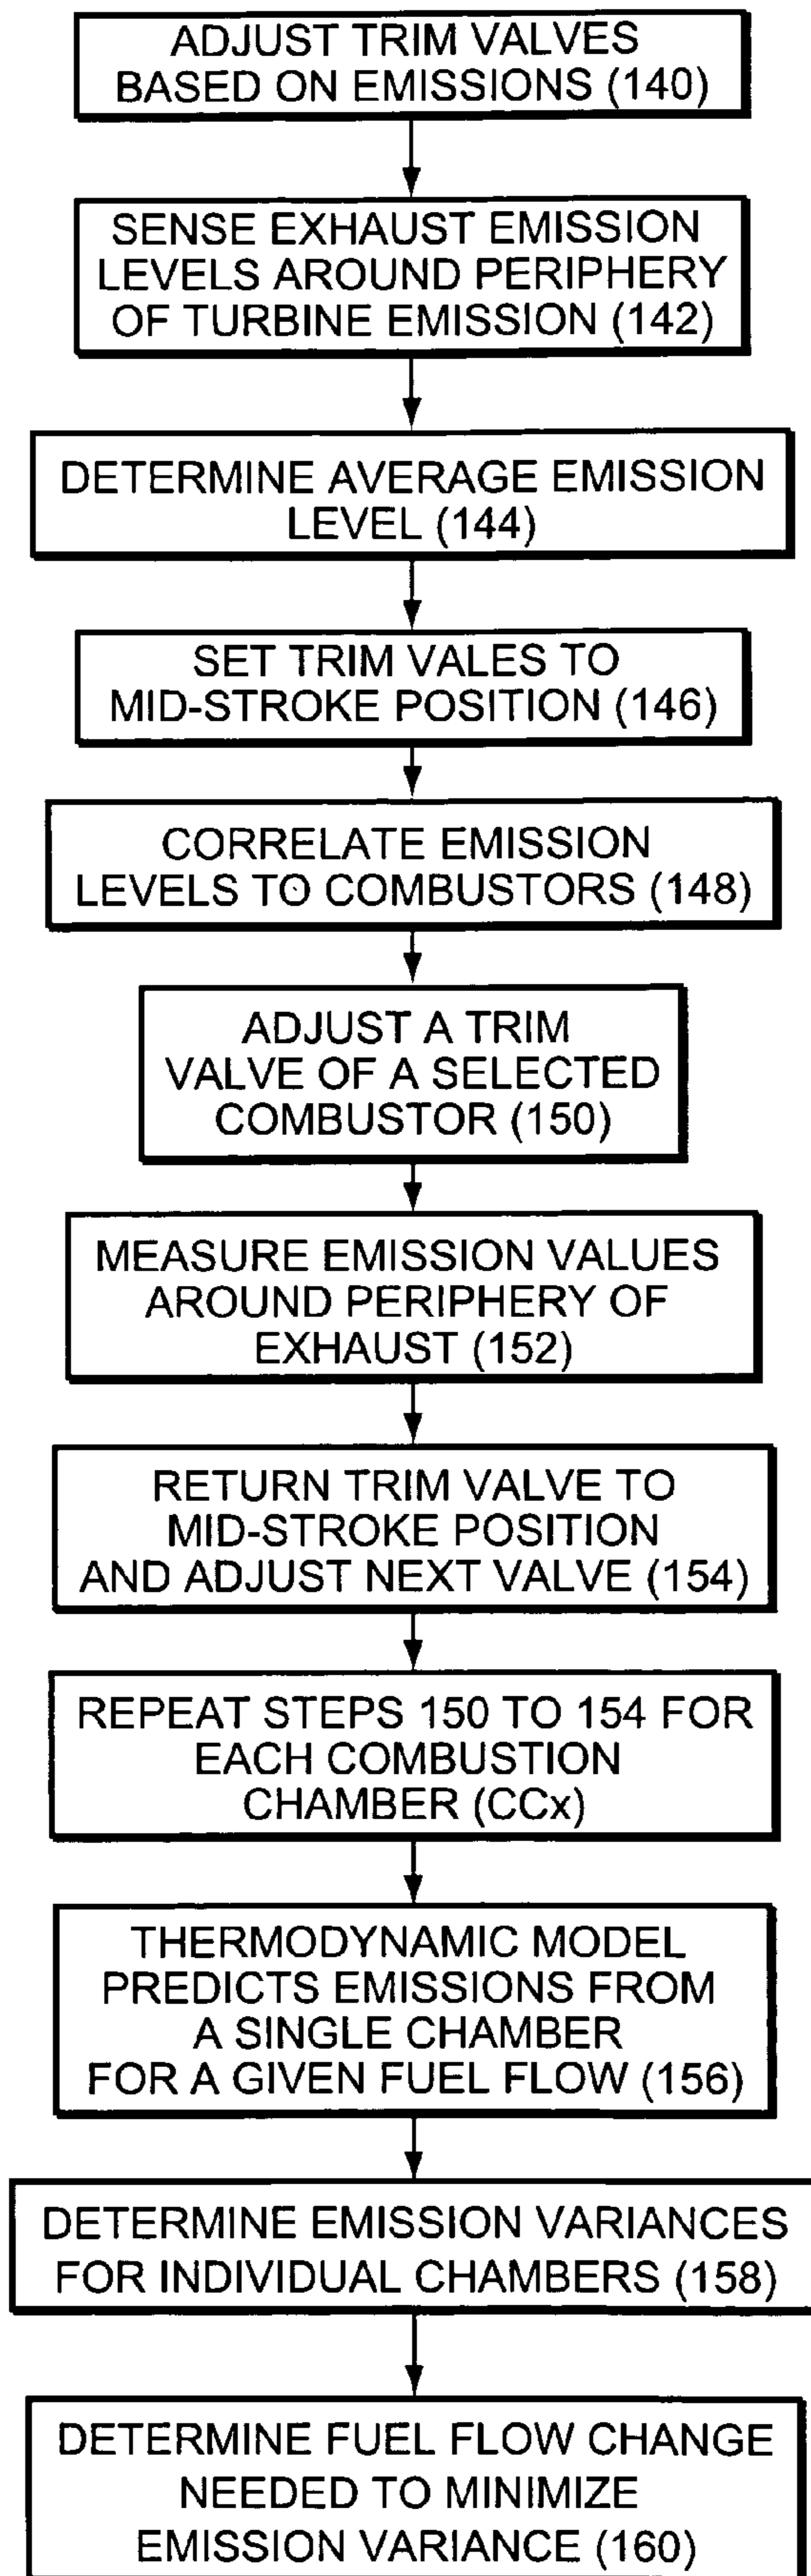 ADJUST TRIM VALVES
BASED ON EMISSIONS (140)
SENSE EXHAUST EMISSION
LEVELS AROUND PERIPHERY
OF TURBINE EMISSION (142)
DETERMINE AVERAGE EMISSION
LEVEL (144)
SET TRIM VALES TO
MID-STROKE POSITION (146)
CORRELATE EMISSION
LEVELS TO COMBUSTORS (148)
ADJUST A TRIM
VALVE OF A SELECTED
COMBUSTOR (150)
MEASURE EMISSION VALUES
AROUND PERIPHERY OF
EXHAUST (152)
RETURN TRIM VALVE TO
MID-STROKE POSITION
AND ADJUST NEXT VALVE (154)
REPEAT STEPS 150 TO 154 FOR
EACH COMBUSTION
CHAMBER (CCx)
THERMODYNAMIC MODEL
PREDICTS EMISSIONS FROM
A SINGLE CHAMBER
FOR A GIVEN FUEL FLOW (156)
DETERMINE EMISSION VARIANCES
FOR INDIVIDUAL CHAMBERS (158)
DETERMINE FUEL FLOW CHANGE
NEEDED TO MINIMIZE
EMISSION VARIANCE (160)